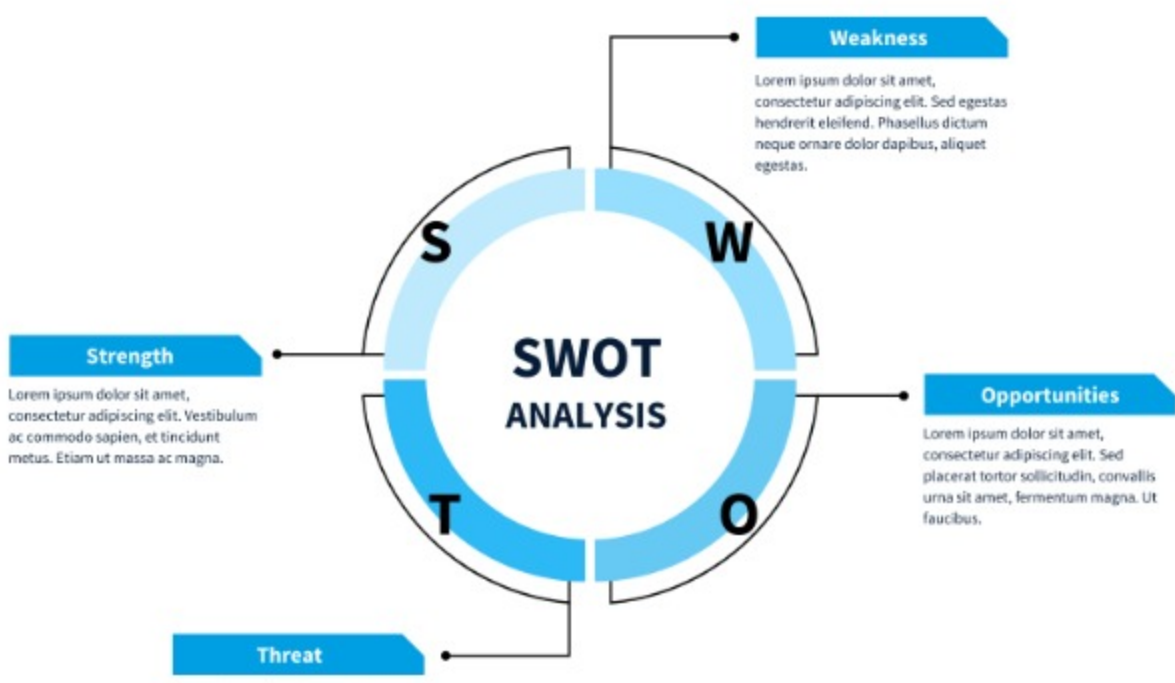 Weakness
Lorem ipsum dolor sit amet,
consectetur adipiscing elit. Sed egestas
hendrerit eleifend. Phasellus dictum
neque ornare dolor dapibus, aliquet
egestas.
S
W
SWOT
ANALYSIS
Strength
Lorem ipsum dolor sit amet,
consectetur adipiscing elit. Vestibulum
ac commodo sapien, et tincidunt
metus. Etiam ut massa ac magna.
Opportunities
Lorem ipsum dolor sit amet,
consectetur adipiscing elit. Sed
placerat tortor sollicitudin, convallis
urna sit amet, fermentum magna. Ut
faucibus.
T
O
Threat